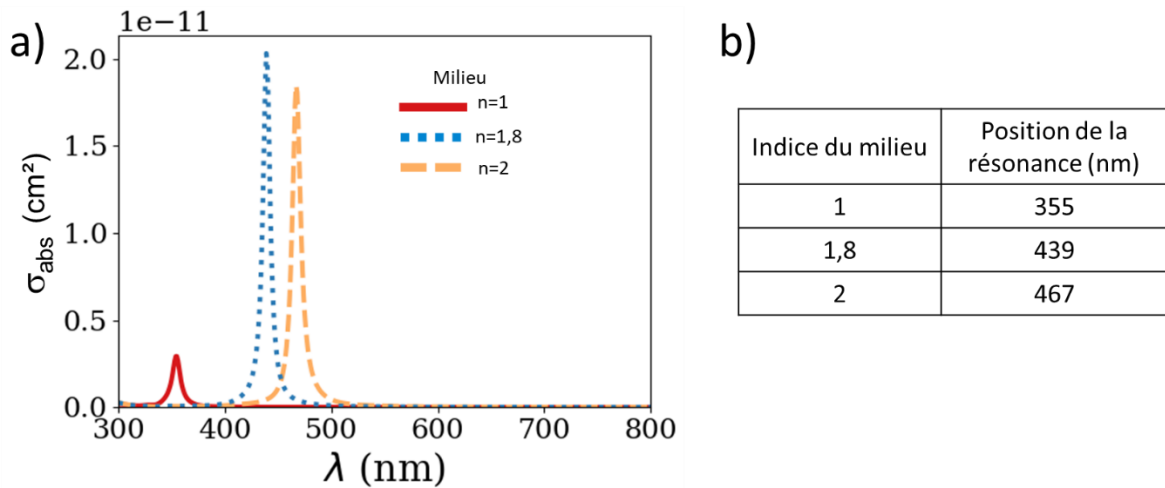 a)
1e−11
2.0
1.5
1.0
0.5
0.0
σabs (cm²)
300
400
500
600
700
800
λ (nm)
Milieu
n=1
n=1,8
n=2
b)
Indice du milieu
Position de la
résonance (nm)
1
355
1,8
439
2
467